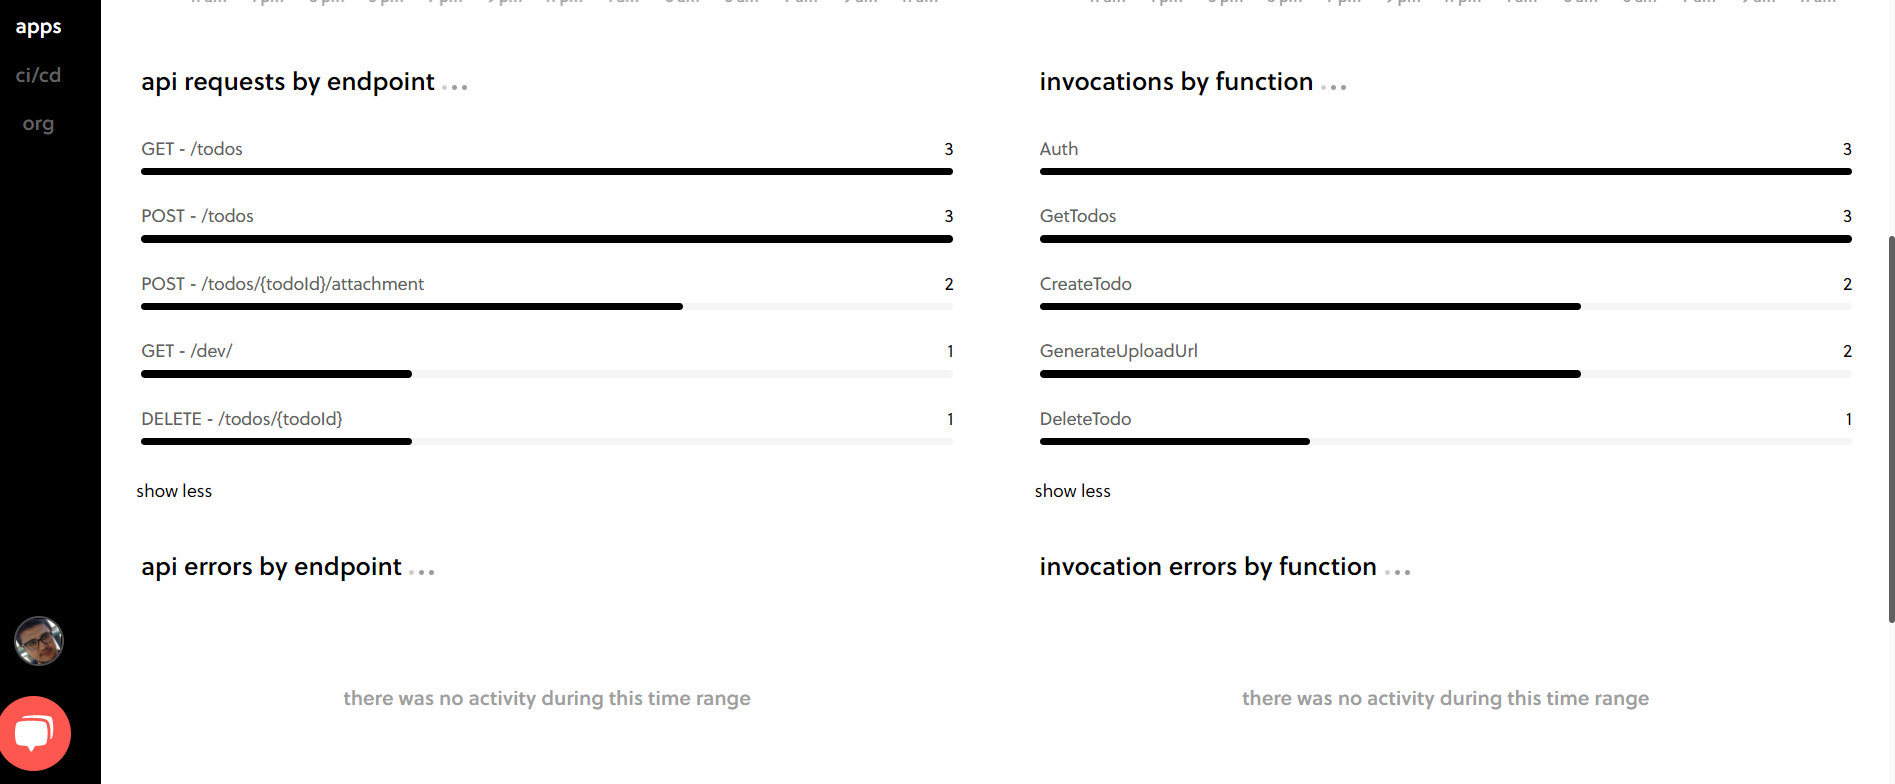 apps
ci/cd
org
api requests by endpoint ...
GET - /todos 3
POST - /todos 3
POST - /todos/{todoId}/attachment 2
GET - /dev/ 1
DELETE - /todos/{todoId} 1
show less
invocations by function ...
Auth 3
GetTodos 3
CreateTodo 2
GenerateUploadUrl 2
DeleteTodo 1
show less
api errors by endpoint ...
there was no activity during this time range
invocation errors by function ...
there was no activity during this time range